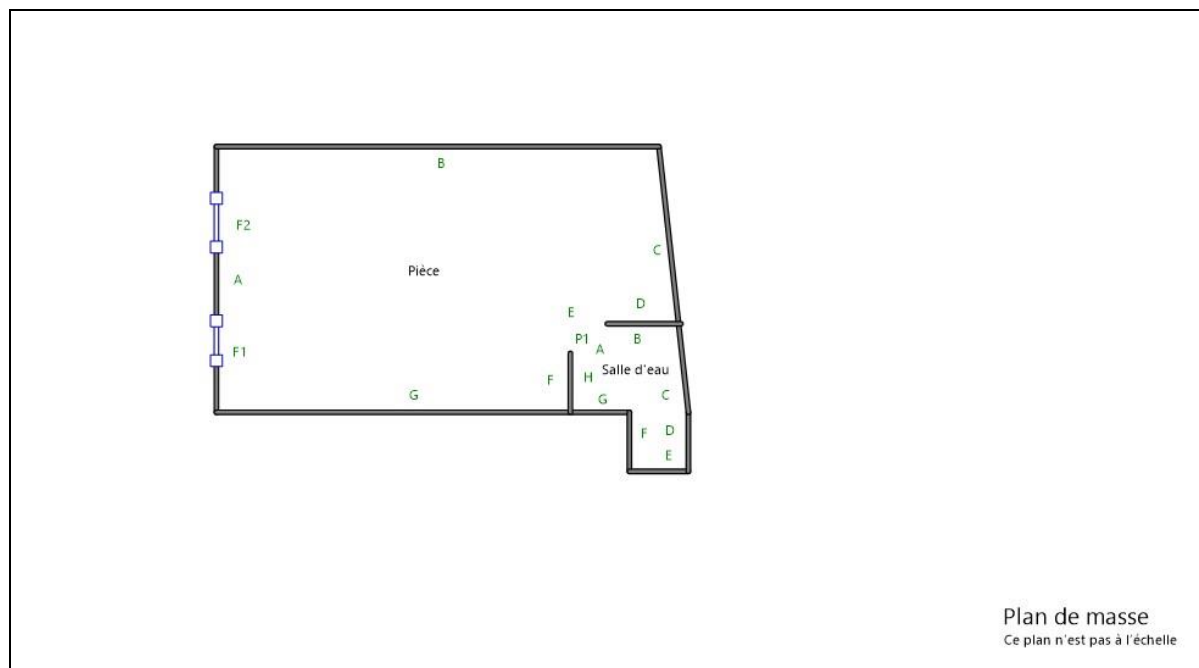 B
F2
C
A
Pièce
D
E
P1
B
A
F1
Salle d'eau
F
H
G
G
C
F
D
E
Plan de masse
Ce plan n'est pas à l'échelle